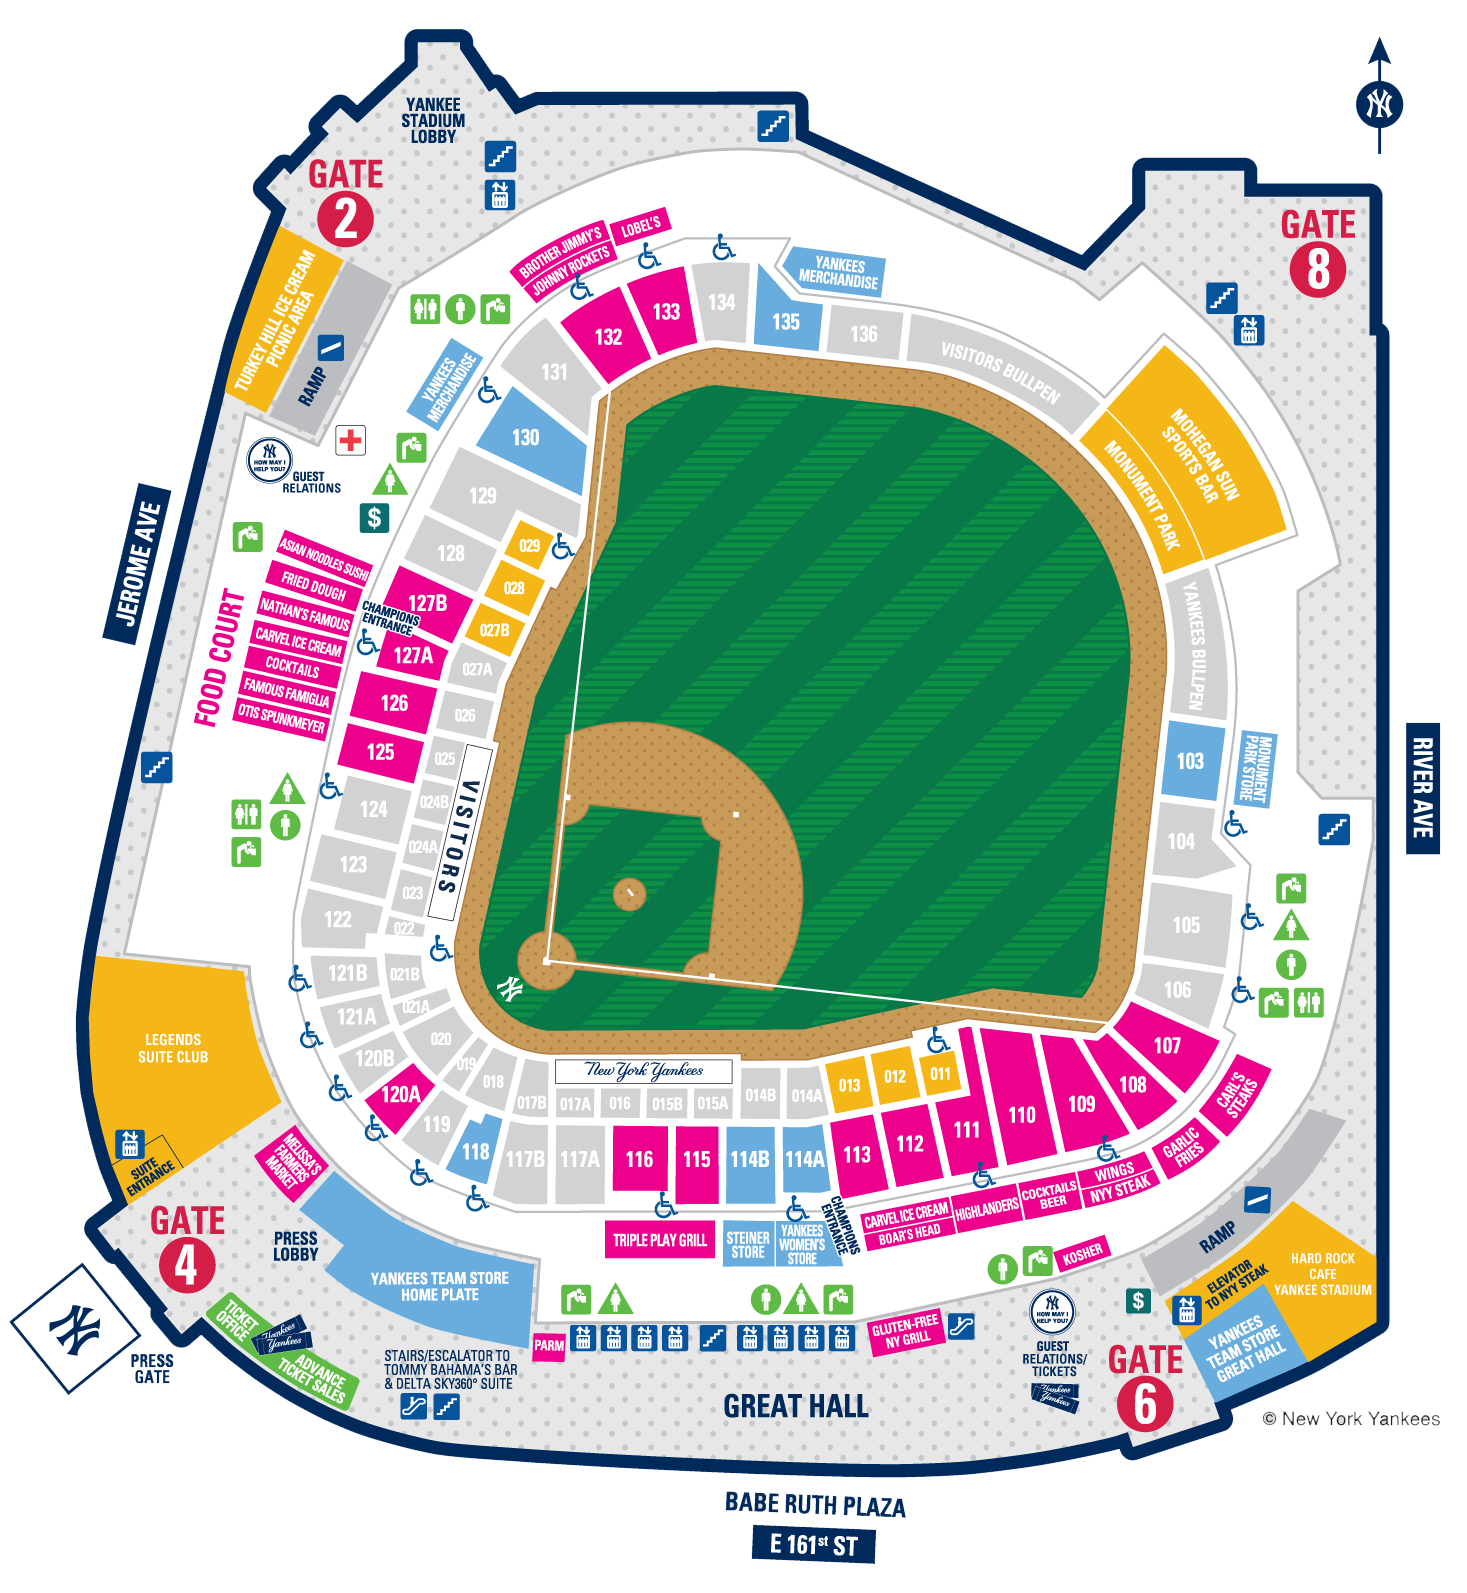 YANKEE
STADIUM
LOBBY
GATE
2
GATE
8
TURKEY HILL ICE CREAM
PICNIC AREA
RAMP
BROTHER JIMMY'S
LOBEL'S
JOHNNY ROCKETS
YANKEES
MERCHANDISE
YANKEES
MERCHANDISE
HOW MAY I
HELP YOU?
GUEST
RELATIONS
$
JEROME AVE
RIVER AVE
FOOD COURT
ASIAN NOODLES SUSHI
FRIED DOUGH
NATHAN'S FAMOUS
CARVEL ICE CREAM
COCKTAILS
FAMOUS FAMIGLIA
OTIS SPUNKMEYER
CHAMPIONS
ENTRANCE
136
135
134
133
132
131
130
129
128
127B
127A
126
125
124
123
122
121B
121A
120B
120A
119
118
117B
117A
116
115
114B
114A
113
112
111
110
109
108
107
106
105
104
103
029
028
027B
027A
026
025
024B
024A
023
022
021B
021A
020
019
018
017B
017A
016
015B
015A
014B
014A
013
012
011
VISITORS
New York Yankees
VISITORS BULLPEN
MOHEGAN SUN
SPORTS BAR
MONUMENT PARK
YANKEES BULLPEN
MONUMENT
PARK STORE
LEGENDS
SUITE CLUB
SUITE
ENTRANCE
MELISSA'S
FARMERS
MARKET
GATE
4
PRESS
LOBBY
PRESS
GATE
YANKEES TEAM STORE
HOME PLATE
TICKET
OFFICE
Yankees
Yankees
ADVANCE
TICKET SALES
STAIRS/ESCALATOR TO
TOMMY BAHAMA'S BAR
& DELTA SKY360° SUITE
PARM
TRIPLE PLAY GRILL
STEINER
STORE
YANKEES
WOMEN'S
STORE
CHAMPIONS
ENTRANCE
CARVEL ICE CREAM
BOAR'S HEAD
HIGHLANDERS
COCKTAILS
BEER
WINGS
NYY STEAK
GARLIC
FRIES
CARL'S
STEAKS
KOSHER
GLUTEN-FREE
NY GRILL
GREAT HALL
HOW MAY I
HELP YOU?
GUEST
RELATIONS/
TICKETS
Yankees
Yankees
$
RAMP
ELEVATOR
TO NYY STEAK
HARD ROCK
CAFE
YANKEE STADIUM
YANKEES
TEAM STORE
GREAT HALL
GATE
6
© New York Yankees
BABE RUTH PLAZA
E 161st ST